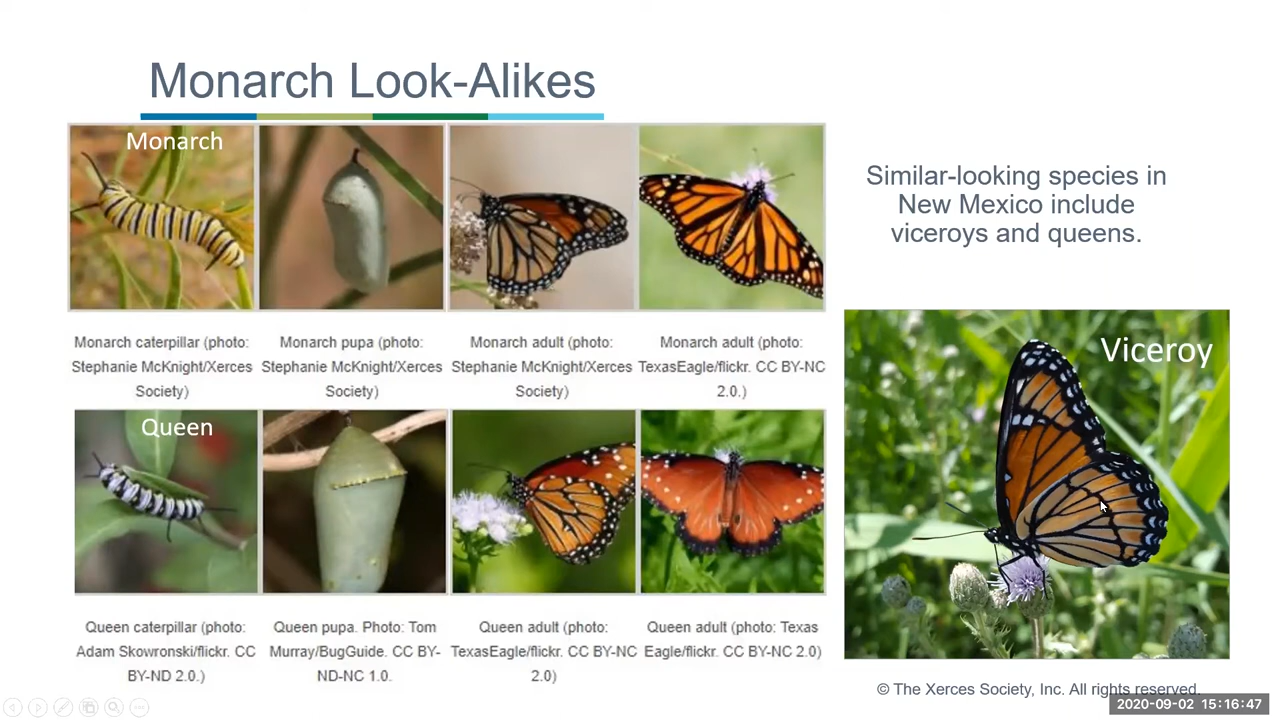 Monarch Look-Alikes
Monarch
Monarch caterpillar (photo:
Stephanie McKnight/Xerces
Society)
Monarch pupa (photo:
Stephanie McKnight/Xerces
Society)
Monarch adult (photo:
Stephanie McKnight/Xerces
Society)
Monarch adult (photo:
TexasEagle/flickr. CC BY-NC
2.0.)
Queen
Queen caterpillar (photo:
Adam Skowronski/flickr. CC
BY-ND 2.0.)
Queen pupa. Photo: Tom
Murray/BugGuide. CC BY-
ND-NC 1.0.
Queen adult (photo:
TexasEagle/flickr. CC BY-NC
2.0)
Queen adult (photo: Texas
Eagle/flickr. CC BY-NC 2.0)
Similar-looking species in
New Mexico include
viceroys and queens.
Viceroy
© The Xerces Society, Inc. All rights reserved.
2020-09-02 15:16:47